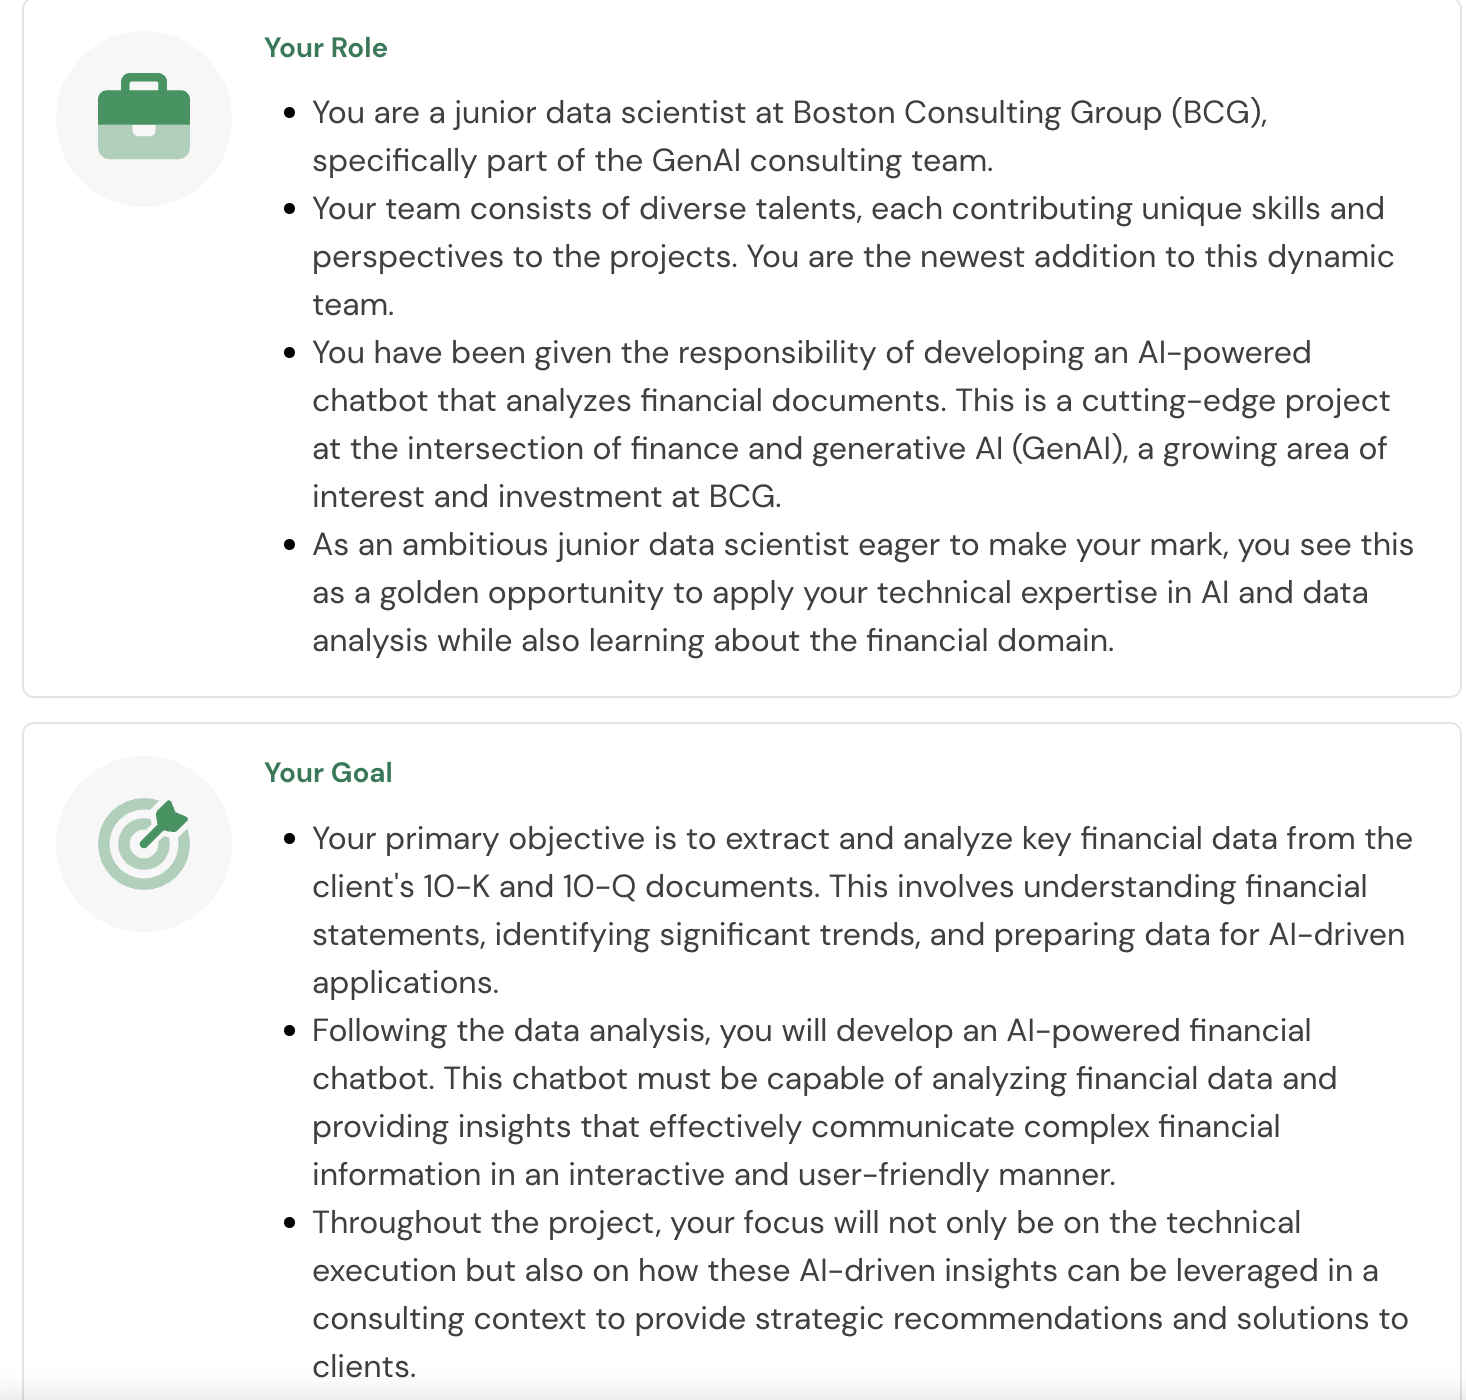 Your Role
You are a junior data scientist at Boston Consulting Group (BCG),
specifically part of the GenAI consulting team.
Your team consists of diverse talents, each contributing unique skills and
perspectives to the projects. You are the newest addition to this dynamic
team.
You have been given the responsibility of developing an AI-powered
chatbot that analyzes financial documents. This is a cutting-edge project
at the intersection of finance and generative AI (GenAI), a growing area of
interest and investment at BCG.
As an ambitious junior data scientist eager to make your mark, you see this
as a golden opportunity to apply your technical expertise in AI and data
analysis while also learning about the financial domain.
Your Goal
Your primary objective is to extract and analyze key financial data from the
client's 10-K and 10-Q documents. This involves understanding financial
statements, identifying significant trends, and preparing data for AI-driven
applications.
Following the data analysis, you will develop an AI-powered financial
chatbot. This chatbot must be capable of analyzing financial data and
providing insights that effectively communicate complex financial
information in an interactive and user-friendly manner.
Throughout the project, your focus will not only be on the technical
execution but also on how these AI-driven insights can be leveraged in a
consulting context to provide strategic recommendations and solutions to
clients.